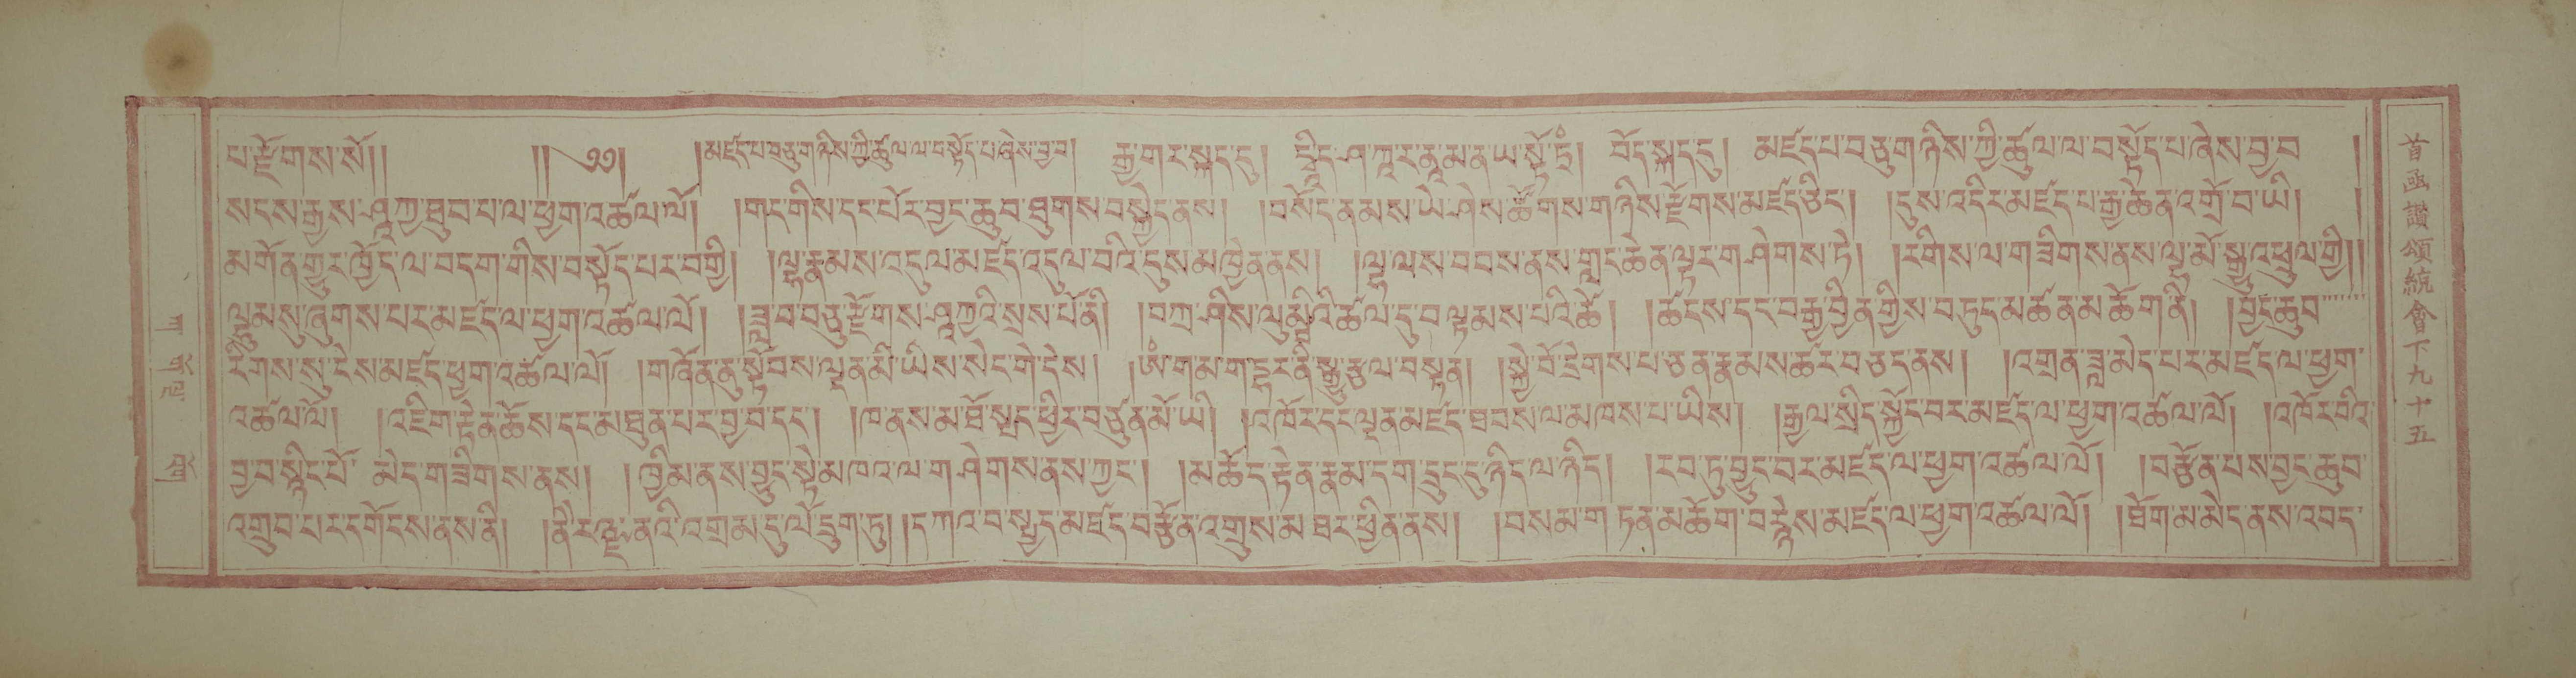 པ་རྫོགས་སོ།། །།༄༅། །མཛད་པ་བཅུ་གཉིས་ཀྱི་ཚུལ་ལ་བསྟོད་པ་ཞེས་བྱ་བ། རྒྱ་གར་སྐད་དུ། དྭི་ད་ཤ་ཀཱར་ནཱ་མ་ན་ཡ་སྟོ་ཏྲཾ། བོད་སྐད་དུ། མཛད་པ་བཅུ་གཉིས་ཀྱི་ཚུལ་ལ་བསྟོད་པ་ཞེས་བྱ་བ །
སངས་རྒྱས་ཤཱཀྱ་ཐུབ་པ་ལ་ཕྱག་འཚལ་ལོ། །གང་གིས་དང་པོར་བྱང་ཆུབ་ཐུགས་བསྐྱེད་ནས། །བསོད་ནམས་ཡེ་ཤེས་ཚོགས་གཉིས་རྫོགས་མཛད་ཅིང་། །དུས་འདིར་མཛད་པ་རྒྱ་ཆེན་འགྲོ་བ་ཡི། །
མགོན་གྱུར་ཁྱོད་ལ་བདག་གིས་བསྟོད་པར་བགྱི། །ལྷ་རྣམས་འདུལ་མཛད་འདུལ་བའི་དུས་མཁྱེན་ནས། །ལྷ་ལས་བབས་ནས་གླང་ཆེན་ལྟར་གཤེགས་ཏེ། །རིགས་ལ་གཟིགས་ནས་ལྷ་མོ་སྒྱུ་འཕྲུལ་གྱི།།
ལྷུམས་སུ་ཞུགས་པར་མཛད་ལ་ཕྱག་འཚལ་ལོ། །ཟླ་བ་བཅུ་རྫོགས་ཤཱཀྱའི་སྲས་པོ་ནི། །བཀྲ་ཤིས་ལུམྦིའི་ཚལ་དུ་བལྟམས་པའི་ཚེ། །ཚངས་དང་བརྒྱ་བྱིན་གྱིས་བཏུད་མཚན་མཆོག་ནི། །བྱང་ཆུབ
རིགས་སུ་ངེས་མཛད་ཕྱག་འཚལ་ལོ། །གཞོན་ནུ་སྟོབས་ལྡན་མི་ཡིས་སེང་གེ་དེས། །ཨཾ་ག་མ་ག་དྷར་ནི་སྒྱུ་རྩལ་བསྟན། །སྐྱེ་བོ་དྲེགས་པ་ཅན་རྣམས་ཚར་བཅད་ནས། །འགྲན་ཟླ་མེད་པར་མཛད་ལ་ཕྱག་
འཚལ་ལོ། །འཇིག་རྟེན་ཆོས་དང་མཐུན་པར་བྱ་བ་དང་། །ཁ་ན་མ་ཐོ་སྤང་ཕྱིར་བཙུན་མོ་ཡི། །འཁོར་དང་ལྡན་མཛད་ཐབས་ལ་མཁས་པ་ཡིས། །རྒྱལ་སྲིད་སྐྱོང་བར་མཛད་ལ་ཕྱག་འཚལ་ལོ། །འཁོར་བའི་
བྱ་བ་སྙིང་པོ་ མེད་གཟིགས་ནས། །ཁྱིམ་ནས་བྱུང་སྟེ་མཁའ་ལ་གཤེགས་ནས་ཀྱང་། །མཆོད་རྟེན་རྣམ་དག་དྲུང་དུ་ཉིད་ལ་ཉིད། །རབ་ཏུ་བྱུང་བར་མཛད་ལ་ཕྱག་འཚལ་ལོ། །བརྩོན་པས་བྱང་ཆུབ་
འགྲུབ་པར་དགོངས་ནས་ནི། །ནཻ་རཉྫ་ནའི་འགྲམ་དུ་ལོ་དྲུག་ཏུ། །དཀའ་བ་སྤྱད་མཛད་བརྩོན་འགྲུས་མཐར་ཕྱིན་ནས། །བསམ་གཏན་མཆོག་བརྙེས་མཛད་ལ་ཕྱག་འཚལ་ལོ། །ཐོག་མ་མེད་ནས་འབད་
首函 讚頌統會 下九十五